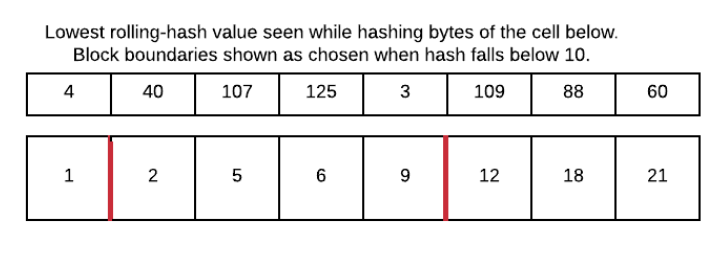 Lowest rolling-hash value seen while hashing bytes of the cell below.
Block boundaries shown as chosen when hash falls below 10.
4 40 107 125 3 109 88 60
1 2 5 6 9 12 18 21